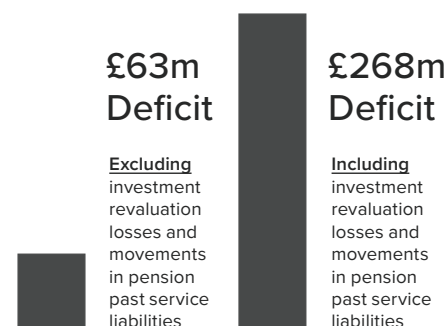 £63m
Deficit
Excluding
investment
revaluation
losses and
movements
in pension
past service
liabilities
£268m
Deficit
Including
investment
revaluation
losses and
movements
in pension
past service
liabilities